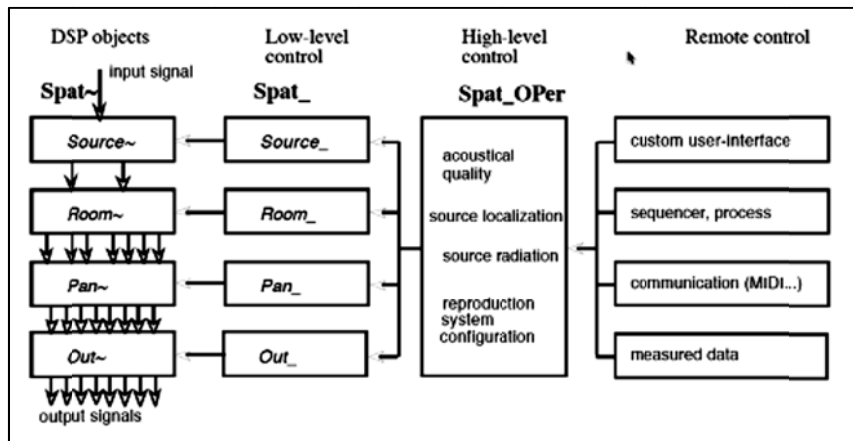 DSP objects
Low-level
control
High-level
control
Remote control
input signal
Spat~
Spat_
Spat_OPer
Source~
Source_
acoustical
quality
custom user-interface
Room~
Room_
source localization
sequencer, process
source radiation
Pan~
Pan_
communication (MIDI...)
reproduction
system
configuration
Out~
Out_
measured data
output signals